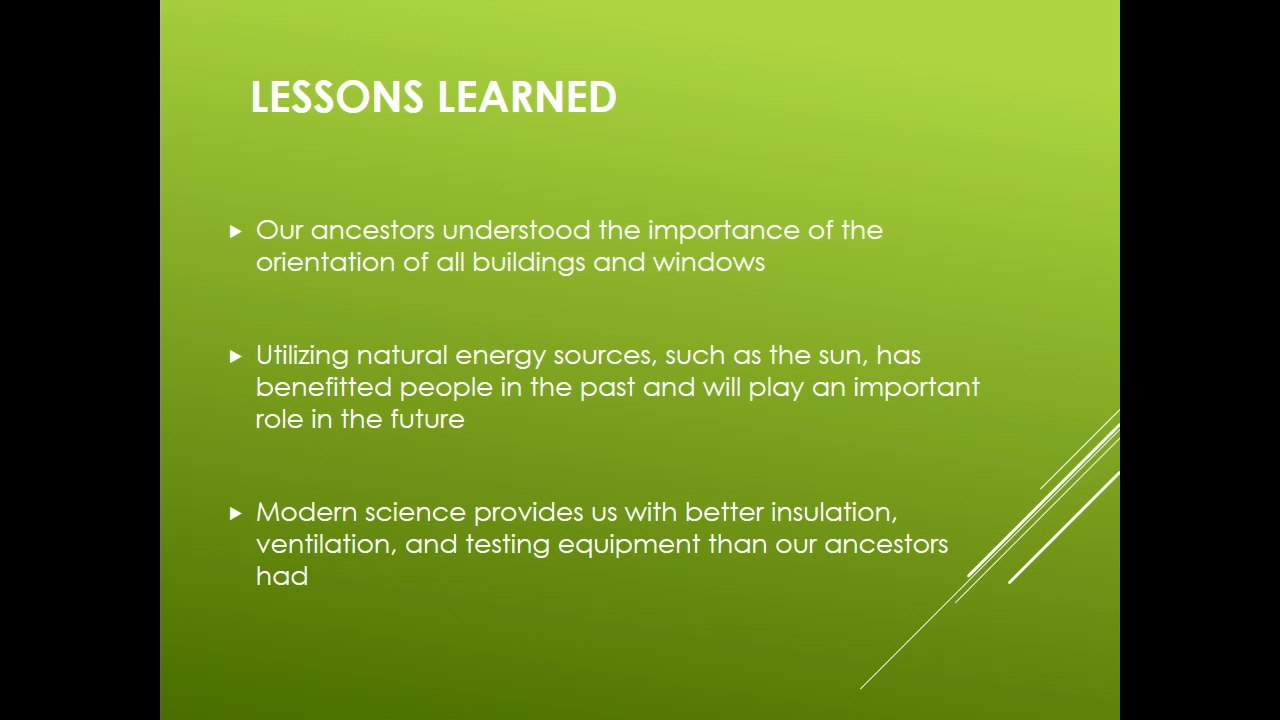 LESSONS LEARNED
Our ancestors understood the importance of the
orientation of all buildings and windows
Utilizing natural energy sources, such as the sun, has
benefitted people in the past and will play an important
role in the future
Modern science provides us with better insulation,
ventilation, and testing equipment than our ancestors
had